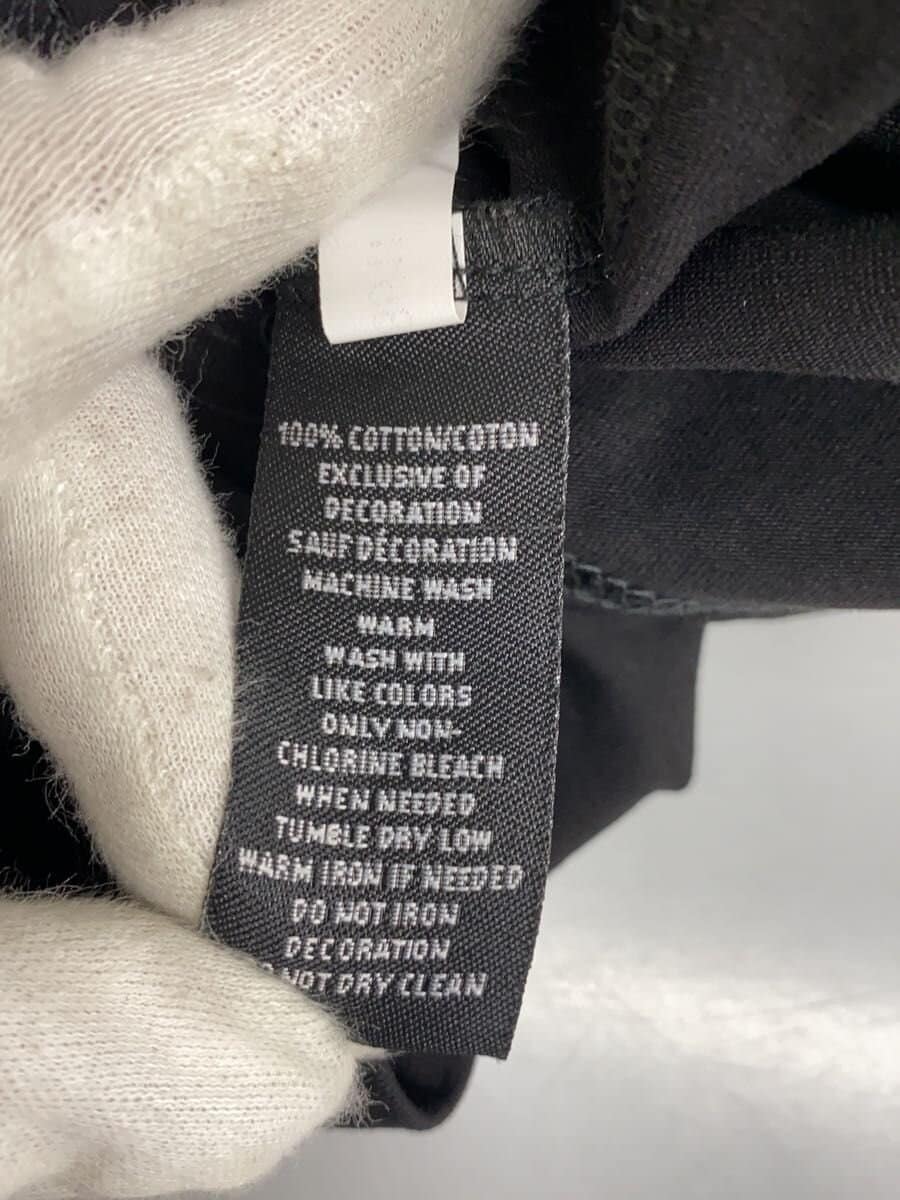 100% COTTON/COTON
EXCLUSIVE OF
DECORATION
SAUF DÉCORATION
MACHINE WASH
WARM
WASH WITH
LIKE COLORS
ONLY NON-
CHLORINE BLEACH
WHEN NEEDED
TUMBLE DRY LOW
WARM IRON IF NEEDED
DO NOT IRON
DECORATION
NOT DRY CLEAN